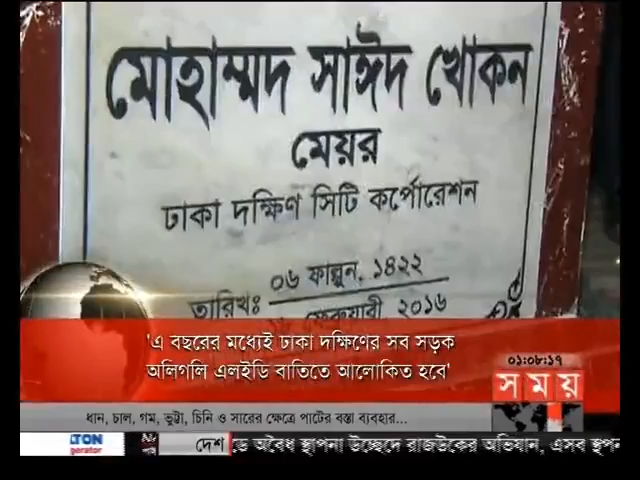 মোহাম্মদ সাঈদ খোকন
মেয়র
ঢাকা দক্ষিণ সিটি কর্পোরেশন
০৬ ফাল্গুন, ১৪২২
তারিখঃ
ফেব্রুয়ারী ২০১৬
'এ বছরের মধ্যেই ঢাকা দক্ষিণের সব সড়ক
অলিগলি এলইডি বাতিতে আলোকিত হবে'
০১:০৮:১৭
সময়
ধান, চাল, গম, ভুট্টা, চিনি ও সারের ক্ষেত্রে পাটের বস্তা ব্যবহার...
দেশ
অবৈধ স্থাপনা উচ্ছেদে রাজউকের অভিযান, এসব স্থাপন